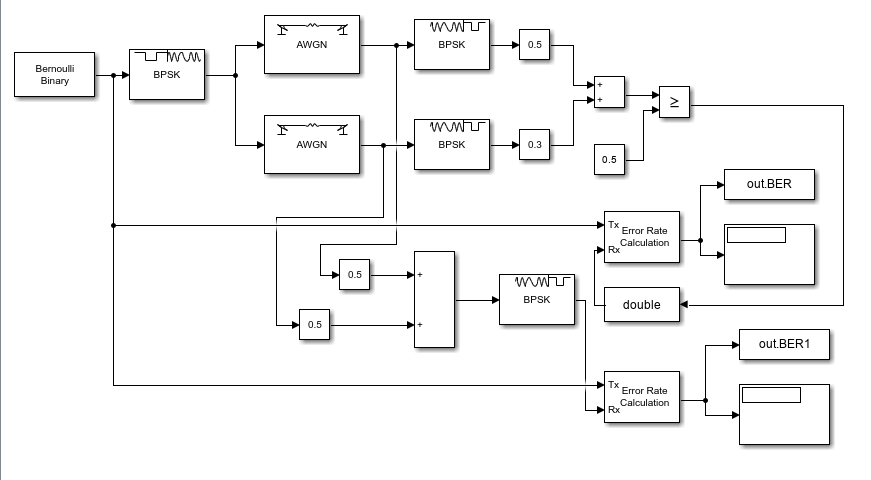 AWGN
BPSK
0.5
Bernoulli
Binary
BPSK
+
+
≥
AWGN
BPSK
0.3
0.5
out.BER
Tx
Error Rate
Calculation
Rx
0.5
+
BPSK
double
0.5
+
out.BER1
Tx
Error Rate
Calculation
Rx